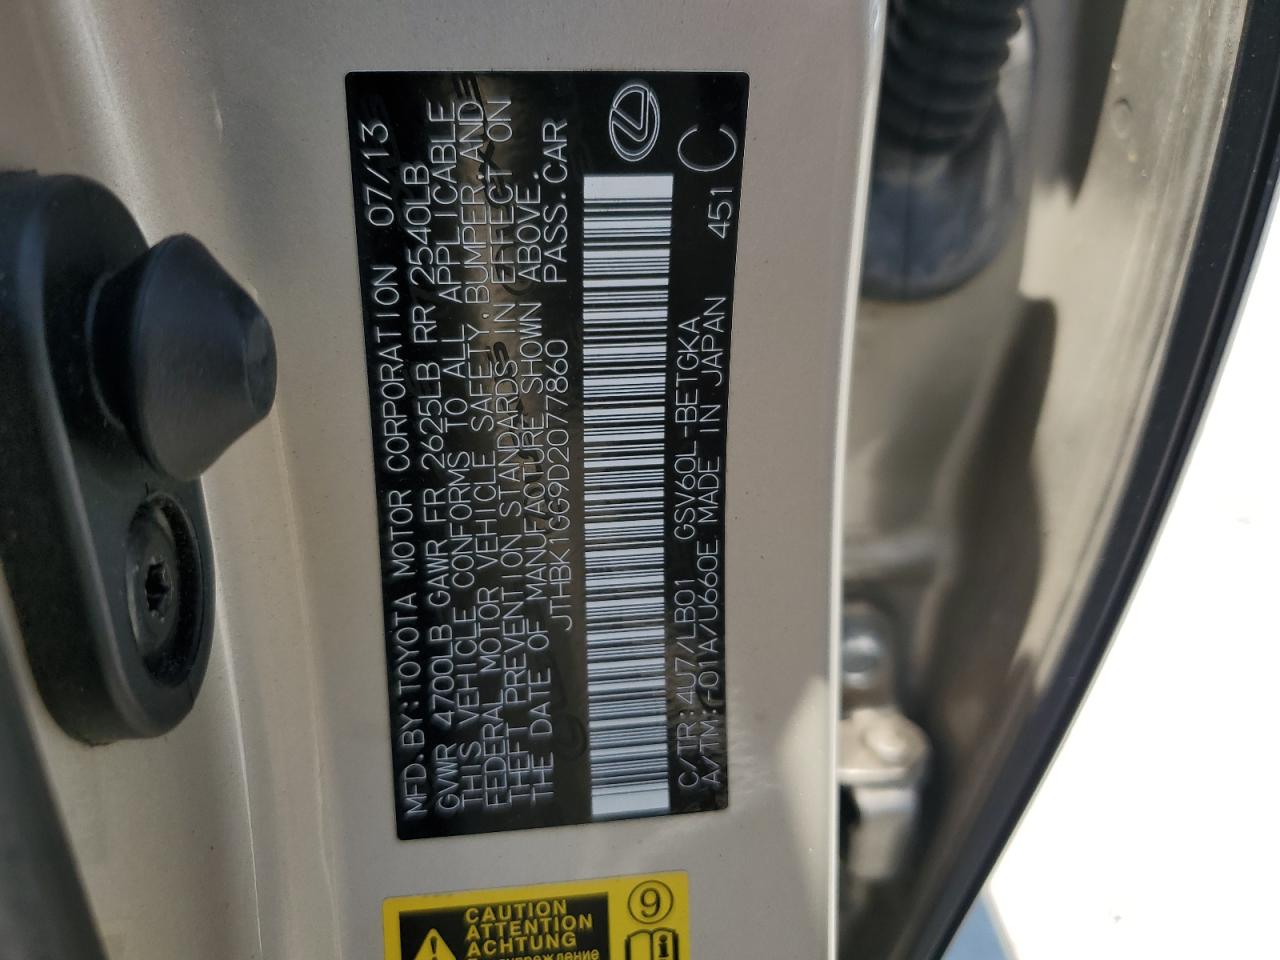 MFD.BY:TOYOTA MOTOR CORPORATION 07/13
GVWR 4700LB GAWR FR 2625LB RR 2540LB
THIS VEHICLE CONFORMS TO ALL APPLICABLE
FEDERAL MOTOR VEHICLE SAFETY, BUMPER, AND
THEFT PREVENTION STANDARDS IN EFFECT ON
THE DATE OF MANUFACTURE SHOWN ABOVE.
JTHBK1GG9D2077860 PASS.CAR
C/TR:4U7/LB01 GSV60L-BETGKA
A/TM:-01A/U660E MADE IN JAPAN 451 C
CAUTION
ATTENTION
ACHTUNG
9
i